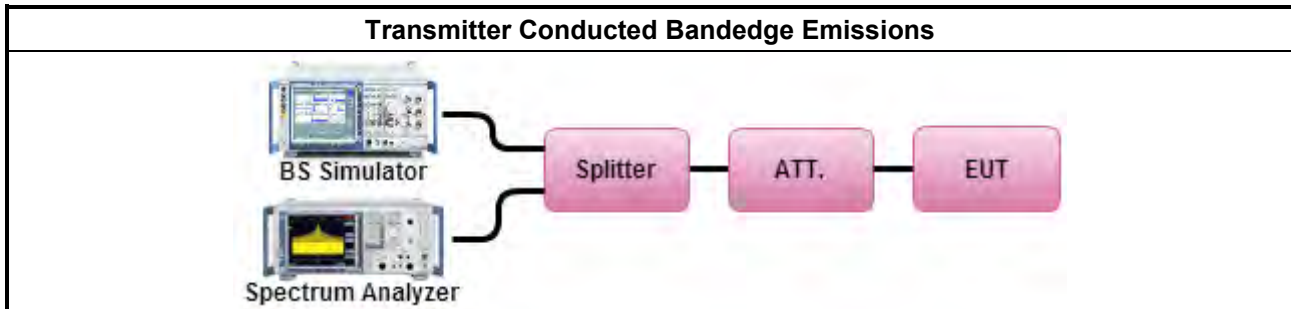 Transmitter Conducted Bandedge Emissions
BS Simulator
Splitter
ATT.
EUT
Spectrum Analyzer